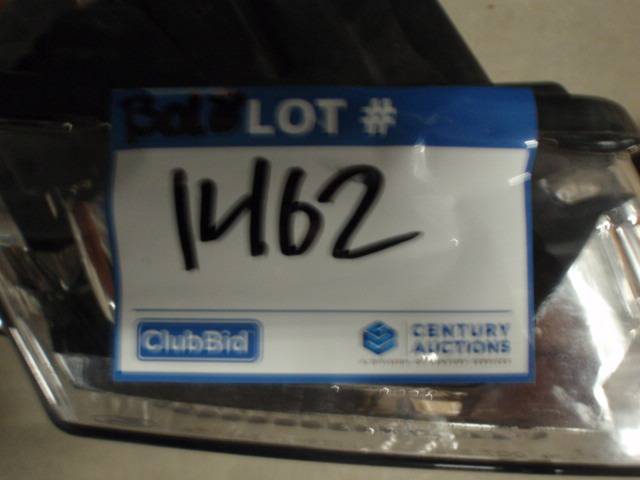 LOT #
1462
ClubBid
CENTURY
AUCTIONS